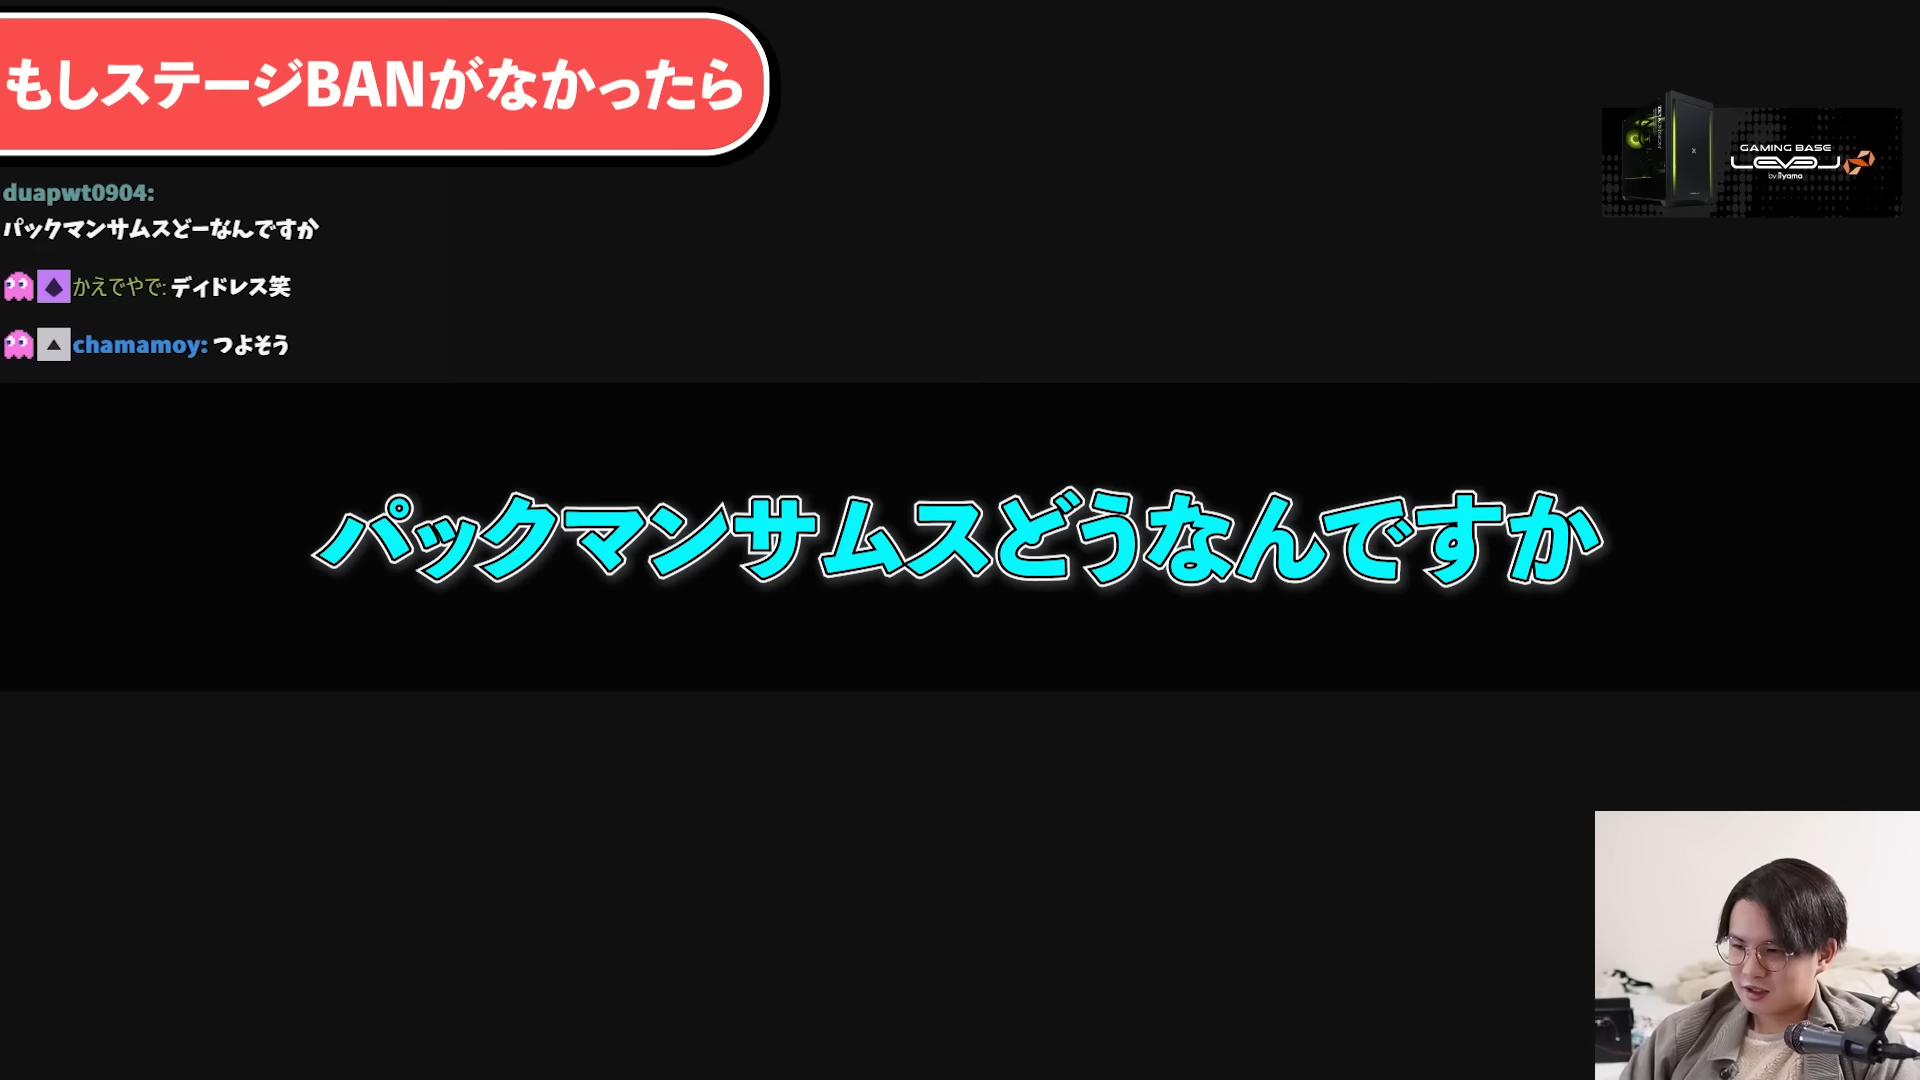 もしステージBANがなかったら
duapwt0904:
パックマンサムスどーなんですか
かえでやで: ディドレス笑
chamamoy: つよそう
GAMING BASE
LEVEL
by iiyama
パックマンサムスどうなんですか